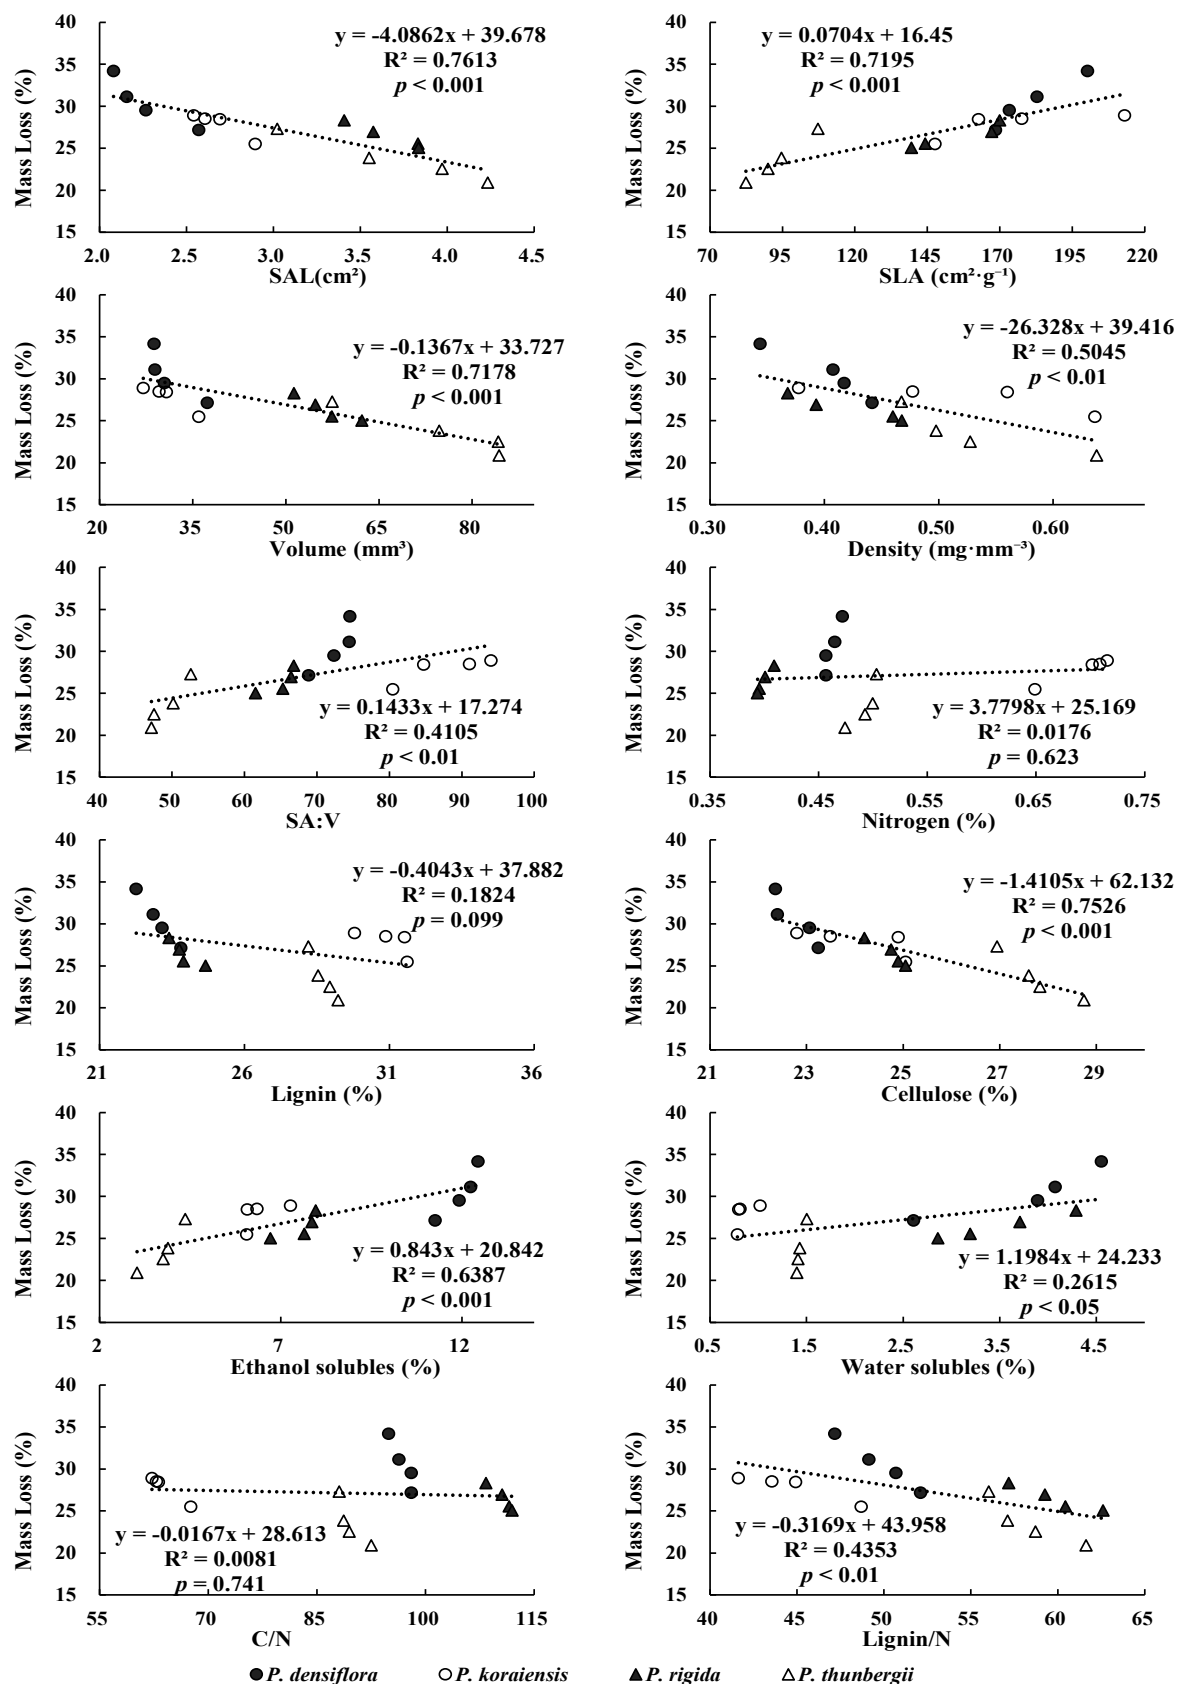 y = -4.0862x + 39.678
R² = 0.7613
p < 0.001
Mass Loss (%)
40
35
30
25
20
15
2.0 2.5 3.0 3.5 4.0 4.5
SAL(cm²)
y = 0.0704x + 16.45
R² = 0.7195
p < 0.001
Mass Loss (%)
40
35
30
25
20
15
70 95 120 145 170 195 220
SLA (cm²·g⁻¹)
y = -0.1367x + 33.727
R² = 0.7178
p < 0.001
Mass Loss (%)
40
35
30
25
20
15
20 35 50 65 80
Volume (mm³)
y = -26.328x + 39.416
R² = 0.5045
p < 0.01
Mass Loss (%)
40
35
30
25
20
15
0.30 0.40 0.50 0.60
Density (mg·mm⁻³)
y = 0.1433x + 17.274
R² = 0.4105
p < 0.01
Mass Loss (%)
40
35
30
25
20
15
40 50 60 70 80 90 100
SA:V
y = 3.7798x + 25.169
R² = 0.0176
p = 0.623
Mass Loss (%)
40
35
30
25
20
15
0.35 0.45 0.55 0.65 0.75
Nitrogen (%)
y = -0.4043x + 37.882
R² = 0.1824
p = 0.099
Mass Loss (%)
40
35
30
25
20
15
21 26 31 36
Lignin (%)
y = -1.4105x + 62.132
R² = 0.7526
p < 0.001
Mass Loss (%)
40
35
30
25
20
15
21 23 25 27 29
Cellulose (%)
y = 0.843x + 20.842
R² = 0.6387
p < 0.001
Mass Loss (%)
40
35
30
25
20
15
2 7 12
Ethanol solubles (%)
y = 1.1984x + 24.233
R² = 0.2615
p < 0.05
Mass Loss (%)
40
35
30
25
20
15
0.5 1.5 2.5 3.5 4.5
Water solubles (%)
y = -0.0167x + 28.613
R² = 0.0081
p = 0.741
Mass Loss (%)
40
35
30
25
20
15
55 70 85 100 115
C/N
y = -0.3169x + 43.958
R² = 0.4353
p < 0.01
Mass Loss (%)
40
35
30
25
20
15
40 45 50 55 60 65
Lignin/N
P. densiflora P. koraiensis P. rigida P. thunbergii